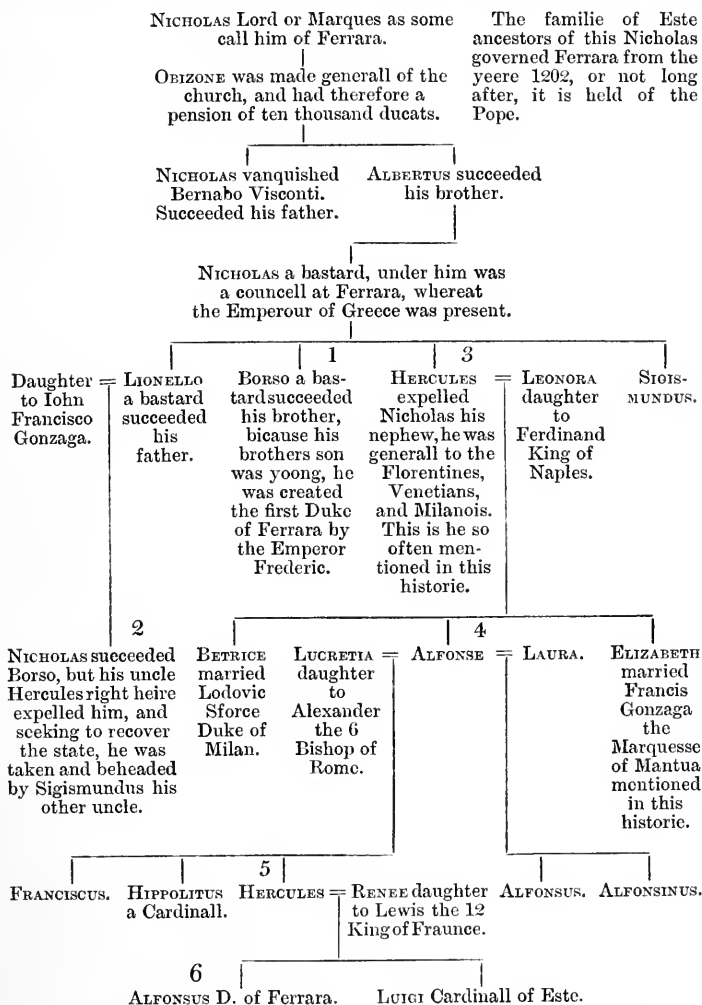 NICHOLAS Lord or Marques as some
call him of Ferrara.
The familie of Este
ancestors of this Nicholas
governed Ferrara from the
yeere 1202, or not long
after, it is held of the
Pope.
OBIZONE was made generall of the
church, and had therefore a
pension of ten thousand ducats.
NICHOLAS vanquished
Bernabo Visconti.
Succeeded his father.
ALBERTUS succeeded
his brother.
NICHOLAS a bastard, under him was
a councell at Ferrara, whereat
the Emperour of Greece was present.
Daughter
to Iohn
Francisco
Gonzaga.
=
LIONELLO
a bastard
succeeded
his
father.
1
BORSO a bas-
tard succeeded
his brother,
bicause his
brothers son
was yoong, he
was created
the first Duke
of Ferrara by
the Emperor
Frederic.
3
HERCULES
expelled
Nicholas his
nephew, he was
generall to the
Florentines,
Venetians,
and Milanois.
This is he so
often men-
tioned in this
historie.
=
LEONORA
daughter
to
Ferdinand
King of
Naples.
SIGIS-
MUNDUS.
2
NICHOLAS succeeded
Borso, but his uncle
Hercules right heire
expelled him, and
seeking to recover
the state, he was
taken and beheaded
by Sigismundus his
other uncle.
BETRICE
married
Lodovic
Sforce
Duke of
Milan.
LUCRETIA
daughter
to
Alexander
the 6
Bishop of
Rome.
=
4
ALFONSE
=
LAURA.
ELIZABETH
married
Francis
Gonzaga
the
Marquesse
of Mantua
mentioned
in this
historie.
FRANCISCUS.
HIPPOLITUS
a Cardinall.
5
HERCULES
=
RENEE daughter
to Lewis the 12
King of Fraunce.
ALFONSUS.
ALFONSINUS.
6
ALFONSUS D. of Ferrara.
LUIGI Cardinall of Este.